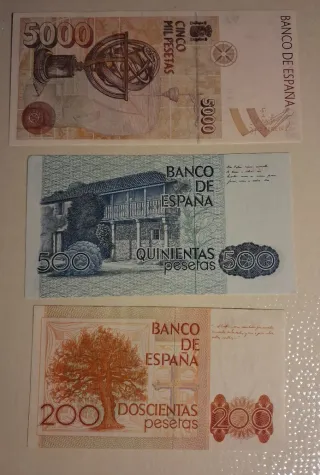 5000
CINCO
MIL PESETAS
BANCO DE ESPAÑA
5000
BANCO
DE
ESPAÑA
500
QUINIENTAS
pesetas
500
BANCO
DE
ESPAÑA
200
DOSCIENTAS
pesetas
200